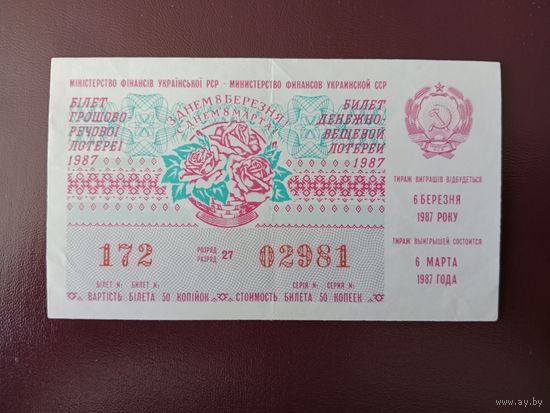 МІНІСТЕРСТВО ФІНАНСІВ УКРАЇНСЬКОЇ РСР - МИНИСТЕРСТВО ФИНАНСОВ УКРАИНСКОЙ ССР
БІЛЕТ
ГРОШОВО-
РЕЧОВОЇ
ЛОТЕРЕЇ
1987
З ДНЕМ 8 БЕРЕЗНЯ
С ДНЕМ 8 МАРТА
БИЛЕТ
ДЕНЕЖНО-
ВЕЩЕВОЙ
ЛОТЕРЕИ
1987
ТИРАЖ ВИГРАШІВ ВІДБУДЕТЬСЯ
6 БЕРЕЗНЯ
1987 РОКУ
ТИРАЖ ВЫИГРЫШЕЙ СОСТОИТСЯ
6 МАРТА
1987 ГОДА
172
РОЗРЯД
РАЗРЯД 27
02981
БІЛЕТ №: БИЛЕТ №:
СЕРІЯ №: СЕРИЯ №:
ВАРТІСТЬ БІЛЕТА 50 КОПІЙОК - СТОИМОСТЬ БИЛЕТА 50 КОПЕЕК
www.ay.by